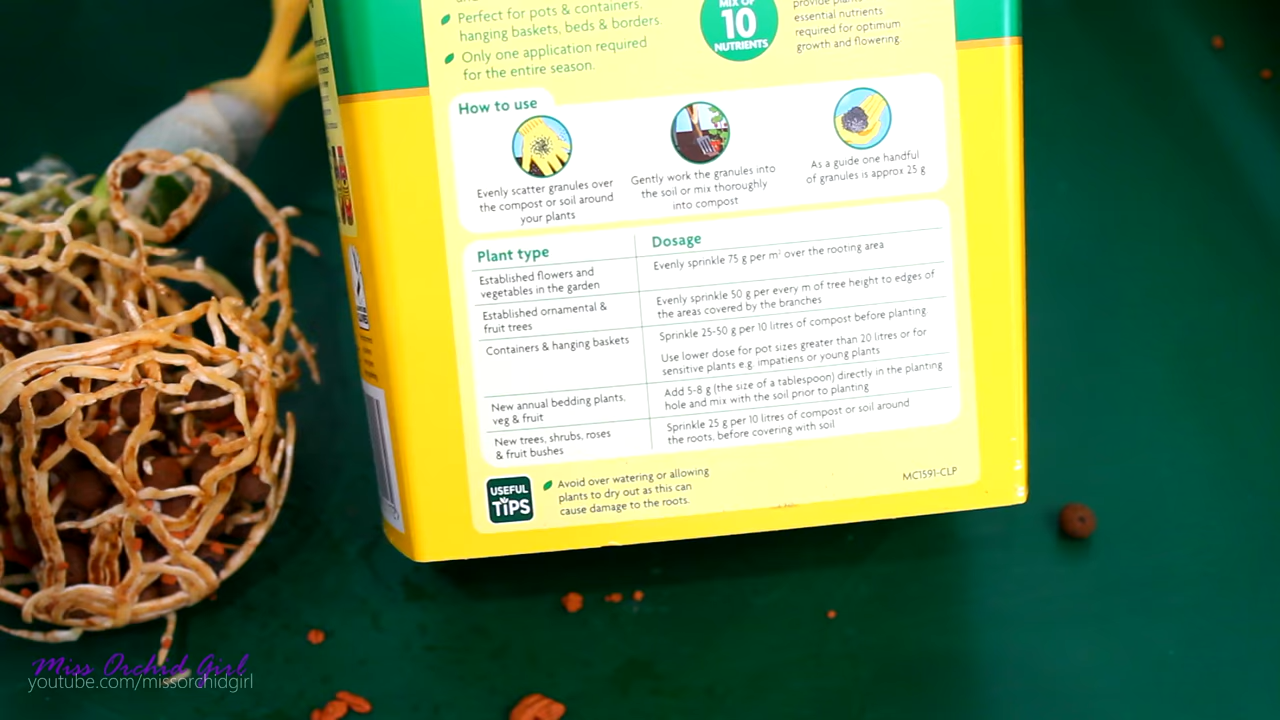 Perfect for pots & containers,
hanging baskets, beds & borders.
Only one application required
for the entire season.
MIX OF
10
NUTRIENTS
essential nutrients
required for optimum
growth and flowering.
How to use
Evenly scatter granules over
the compost or soil around
your plants
Gently work the granules into
the soil or mix thoroughly
into compost
As a guide one handful
of granules is approx 25 g
Plant type
Dosage
Established flowers and
vegetables in the garden
Evenly sprinkle 75 g per m² over the rooting area
Established ornamental &
fruit trees
Evenly sprinkle 50 g per every m of tree height to edges of
the areas covered by the branches
Containers & hanging baskets
Sprinkle 25-50 g per 10 litres of compost before planting
Use lower dose for pot sizes greater than 20 litres or for
sensitive plants e.g. impatiens or young plants
New annual bedding plants,
veg & fruit
Add 5-8 g (the size of a tablespoon) directly in the planting
hole and mix with the soil prior to planting
New trees, shrubs, roses
& fruit bushes
Sprinkle 25 g per 10 litres of compost or soil around
the roots, before covering with soil
USEFUL
TiPS
Avoid over watering or allowing
plants to dry out as this can
cause damage to the roots.
MC1591-CLP
Miss Orchid Girl
youtube.com/missorchidgirl